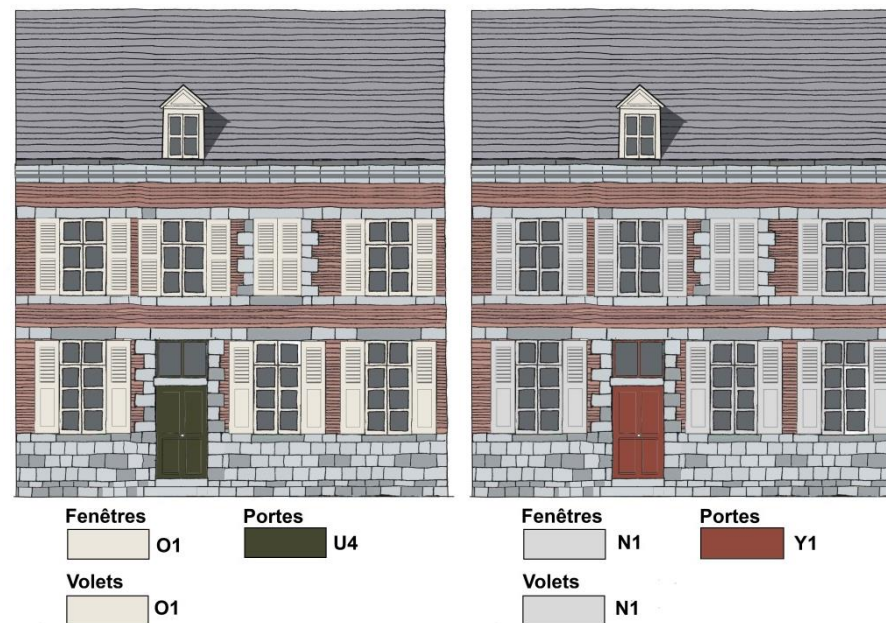 Fenêtres Portes
O1 U4
Volets
O1
Fenêtres Portes
N1 Y1
Volets
N1